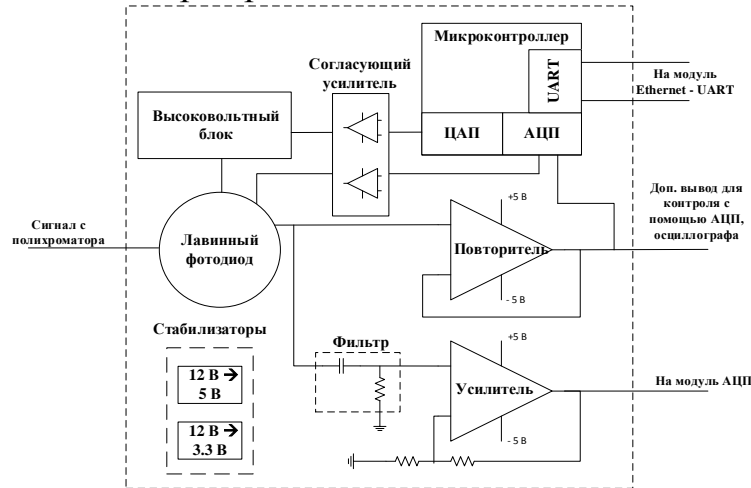 Микроконтроллер
UART
ЦАП
АЦП
На модуль
Ethernet - UART
Согласующий
усилитель
Высоковольтный
блок
Сигнал с
полихроматора
Лавинный
фотодиод
+5 В
Повторитель
- 5 В
Доп. вывод для
контроля с
помощью АЦП,
осциллографа
Стабилизаторы
12 В →
5 В
12 В →
3.3 В
Фильтр
+5 В
Усилитель
- 5 В
На модуль АЦП